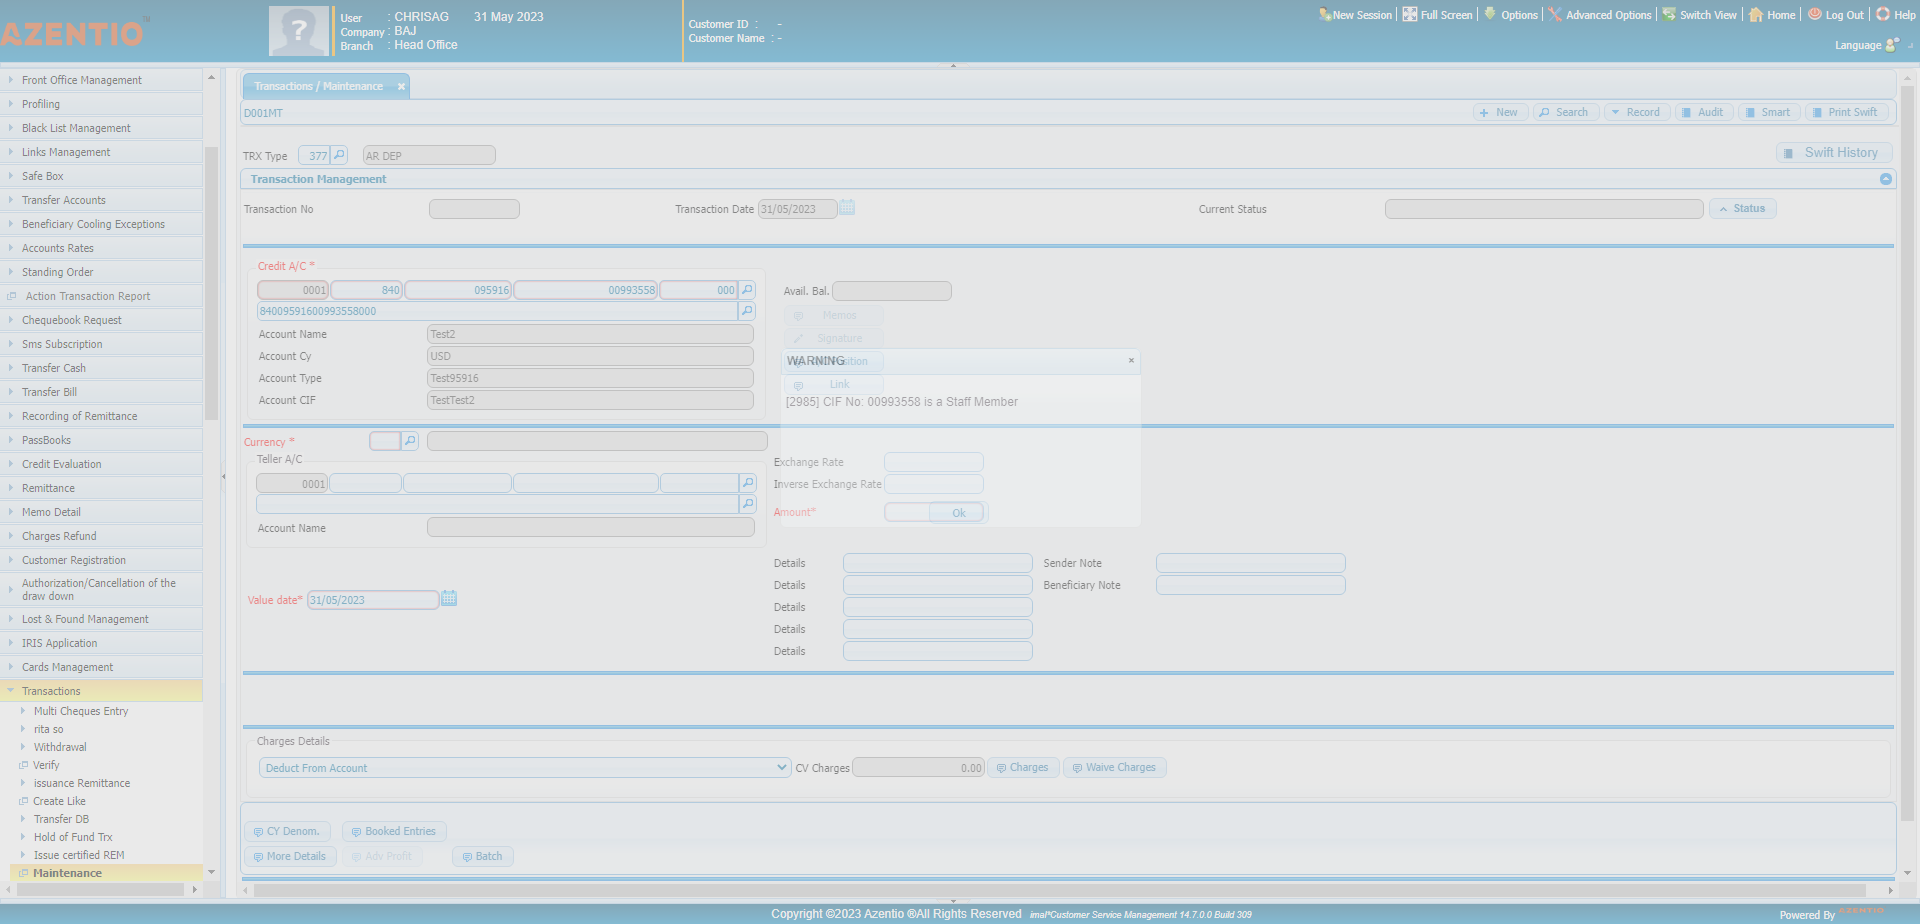 AZENTIO™
User : CHRISAG 31 May 2023
Company : BAJ
Branch : Head Office
Customer ID : -
Customer Name : -
New Session Full Screen Options Advanced Options Switch View Home Log Out Help
Language
Front Office Management
Profiling
Black List Management
Links Management
Safe Box
Transfer Accounts
Beneficiary Cooling Exceptions
Accounts Rates
Standing Order
Action Transaction Report
Chequebook Request
Sms Subscription
Transfer Cash
Transfer Bill
Recording of Remittance
PassBooks
Credit Evaluation
Remittance
Memo Detail
Charges Refund
Customer Registration
Authorization/Cancellation of the
draw down
Lost & Found Management
IRIS Application
Cards Management
Transactions
Multi Cheques Entry
rita so
Withdrawal
Verify
issuance Remittance
Create Like
Transfer DB
Hold of Fund Trx
Issue certified REM
Maintenance
Transactions / Maintenance
D001MT
New Search Record Audit Smart Print Swift
TRX Type 377 AR DEP
Swift History
Transaction Management
Transaction No
Transaction Date 31/05/2023
Current Status
Status
Credit A/C *
0001 840 095916 00993558 000
84009591600993558000
Account Name Test2
Account Cy USD
Account Type Test95916
Account CIF TestTest2
Avail. Bal.
Memos
Signature
Link
WARNING
[2985] CIF No: 00993558 is a Staff Member
Ok
Currency *
Teller A/C
0001
Account Name
Exchange Rate
Inverse Exchange Rate
Amount*
Value date* 31/05/2023
Details
Details
Details
Details
Details
Sender Note
Beneficiary Note
Charges Details
Deduct From Account
CV Charges 0.00
Charges
Waive Charges
CY Denom.
Booked Entries
More Details
Adv Profit
Batch
Copyright ©2023 Azentio ®All Rights Reserved imal*Customer Service Management 14.7.0.0 Build 309
Powered By AZENTIO